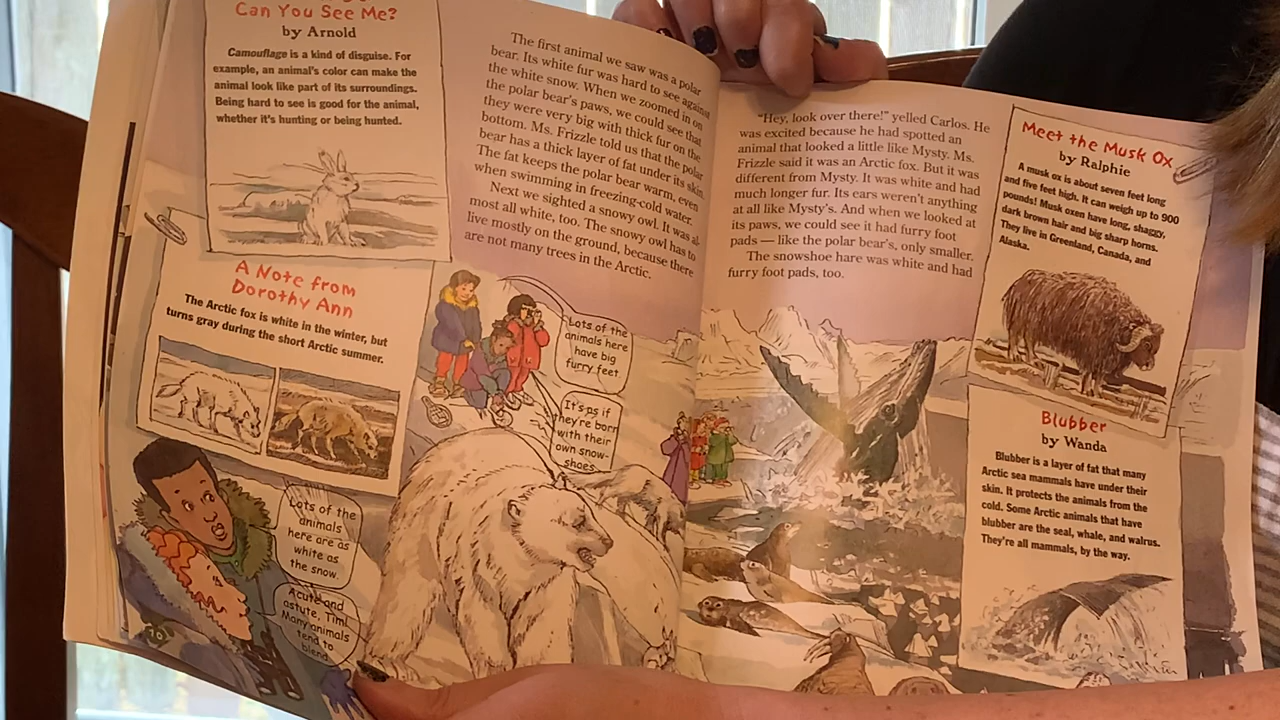 Can You See Me?
by Arnold
Camouflage is a kind of disguise. For
example, an animal's color can make the
animal look like part of its surroundings.
Being hard to see is good for the animal,
whether it's hunting or being hunted.
A Note from
Dorothy Ann
The Arctic fox is white in the winter, but
turns gray during the short Arctic summer.
Lots of the
animals
here are as
white as
the snow.
Acute and
astute, Tim!
Many animals
tend to
blend.
10
The first animal we saw was a polar
bear. Its white fur was hard to see against
the white snow. When we zoomed in on
the polar bear's paws, we could see that
they were very big with thick fur on the
bottom. Ms. Frizzle told us that the polar
bear has a thick layer of fat under its skin.
The fat keeps the polar bear warm, even
when swimming in freezing-cold water.
Next we sighted a snowy owl. It was al-
most all white, too. The snowy owl has to
live mostly on the ground, because there
are not many trees in the Arctic.
Lots of the
animals here
have big
furry feet.
It's as if
they're born
with their
own snow-
shoes.
"Hey, look over there!" yelled Carlos. He
was excited because he had spotted an
animal that looked a little like Mysty. Ms.
Frizzle said it was an Arctic fox. But it was
different from Mysty. It was white and had
much longer fur. Its ears weren't anything
at all like Mysty's. And when we looked at
its paws, we could see it had furry foot
pads — like the polar bear's, only smaller.
The snowshoe hare was white and had
furry foot pads, too.
Meet the Musk Ox
by Ralphie
A musk ox is about seven feet long
and five feet high. It can weigh up to 900
pounds! Musk oxen have long, shaggy,
dark brown hair and big sharp horns.
They live in Greenland, Canada, and
Alaska.
Blubber
by Wanda
Blubber is a layer of fat that many
Arctic sea mammals have under their
skin. It protects the animals from the
cold. Some Arctic animals that have
blubber are the seal, whale, and walrus.
They're all mammals, by the way.